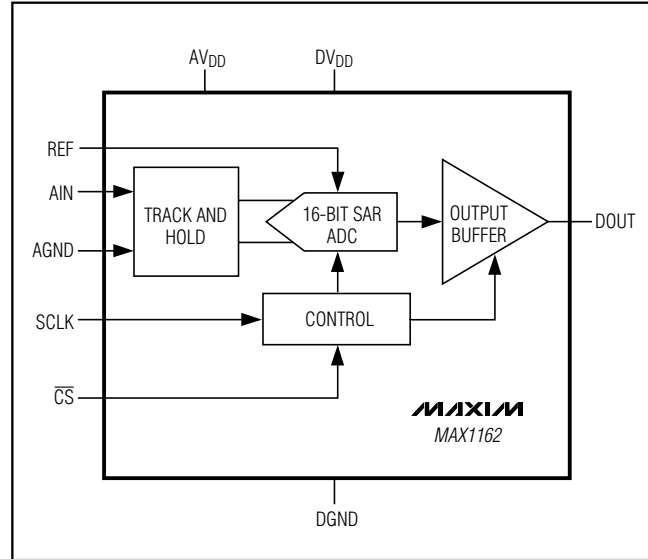 AVDD
DVDD
REF
AIN
TRACK AND
HOLD
16-BIT SAR
ADC
OUTPUT
BUFFER
DOUT
AGND
SCLK
CONTROL
C̅S̅
MAXIM
MAX1162
DGND